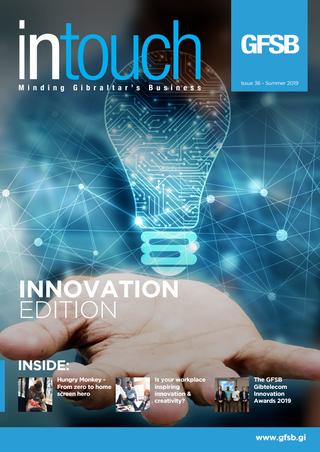 intouch
Minding Gibraltar's Business
GFSB
Issue 36 - Summer 2019
INNOVATION
EDITION
INSIDE:
Hungry Monkey -
From zero to home
screen hero
Is your workplace
inspiring
innovation &
creativity?
The GFSB
Gibtelecom
Innovation
Awards 2019
www.gfsb.gi